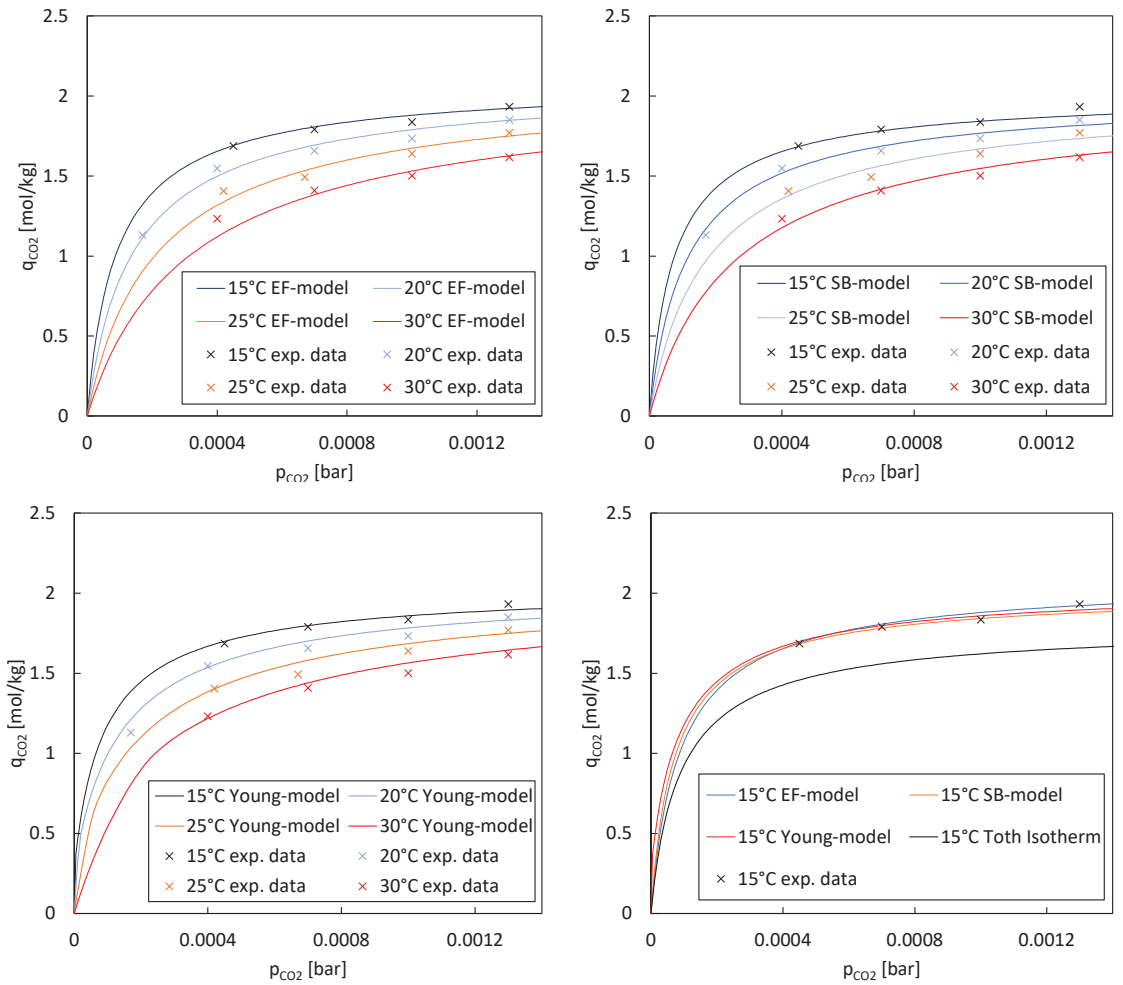 2.5
2
1.5
1
0.5
0
q_CO2 [mol/kg]
15°C EF-model 20°C EF-model
25°C EF-model 30°C EF-model
15°C exp. data 20°C exp. data
25°C exp. data 30°C exp. data
0 0.0004 0.0008 0.0012
p_CO2 [bar]
2.5
2
1.5
1
0.5
0
q_CO2 [mol/kg]
15°C SB-model 20°C SB-model
25°C SB-model 30°C SB-model
15°C exp. data 20°C exp. data
25°C exp. data 30°C exp. data
0 0.0004 0.0008 0.0012
p_CO2 [bar]
2.5
2
1.5
1
0.5
0
q_CO2 [mol/kg]
15°C Young-model 20°C Young-model
25°C Young-model 30°C Young-model
15°C exp. data 20°C exp. data
25°C exp. data 30°C exp. data
0 0.0004 0.0008 0.0012
p_CO2 [bar]
2.5
2
1.5
1
0.5
0
q_CO2 [mol/kg]
15°C EF-model 15°C SB-model
15°C Young-model 15°C Toth Isotherm
15°C exp. data
0 0.0004 0.0008 0.0012
p_CO2 [bar]